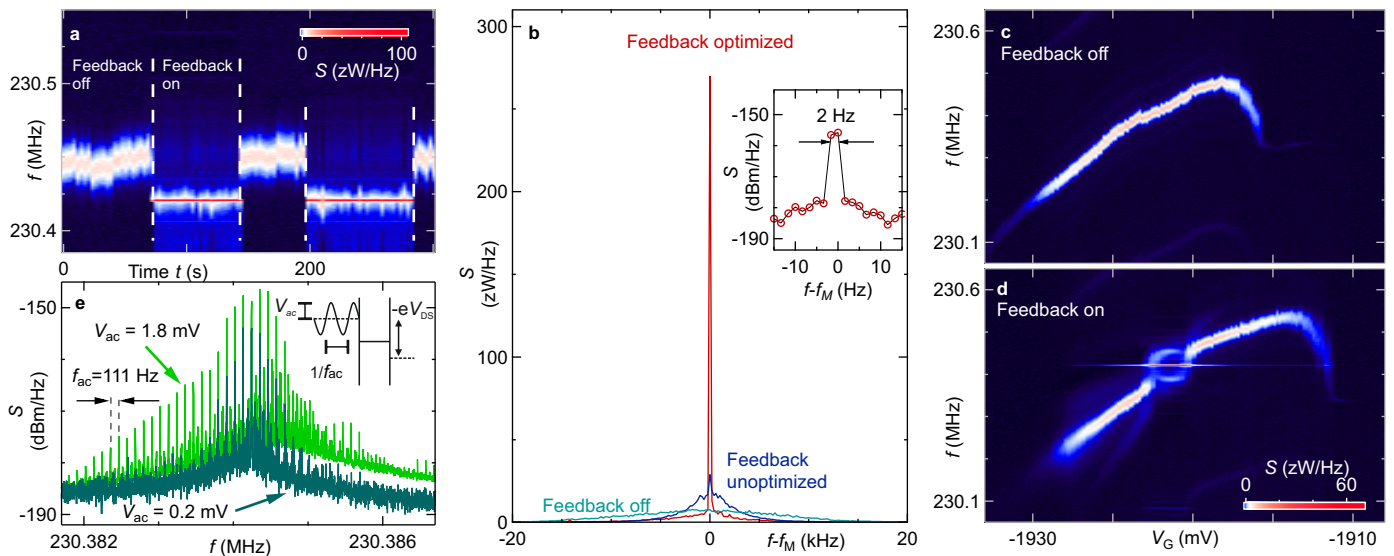 a
0 100
S (zW/Hz)
Feedback off
Feedback on
230.5
f (MHz)
230.4
0 Time t (s) 200
b
300
200
100
0
S (zW/Hz)
Feedback optimized
Feedback unoptimized
Feedback off
-20 0 20
f-fM (kHz)
-150
-190
S (dBm/Hz)
2 Hz
-10 0 10
f-fM (Hz)
c
Feedback off
230.6
f (MHz)
230.1
d
Feedback on
230.6
f (MHz)
230.1
S (zW/Hz)
0 60
-1930 VG (mV) -1910
e
-150
S (dBm/Hz)
-190
Vac = 1.8 mV
fac=111 Hz
Vac = 0.2 mV
Vac
1/fac
-eVDS
230.382 f (MHz) 230.386